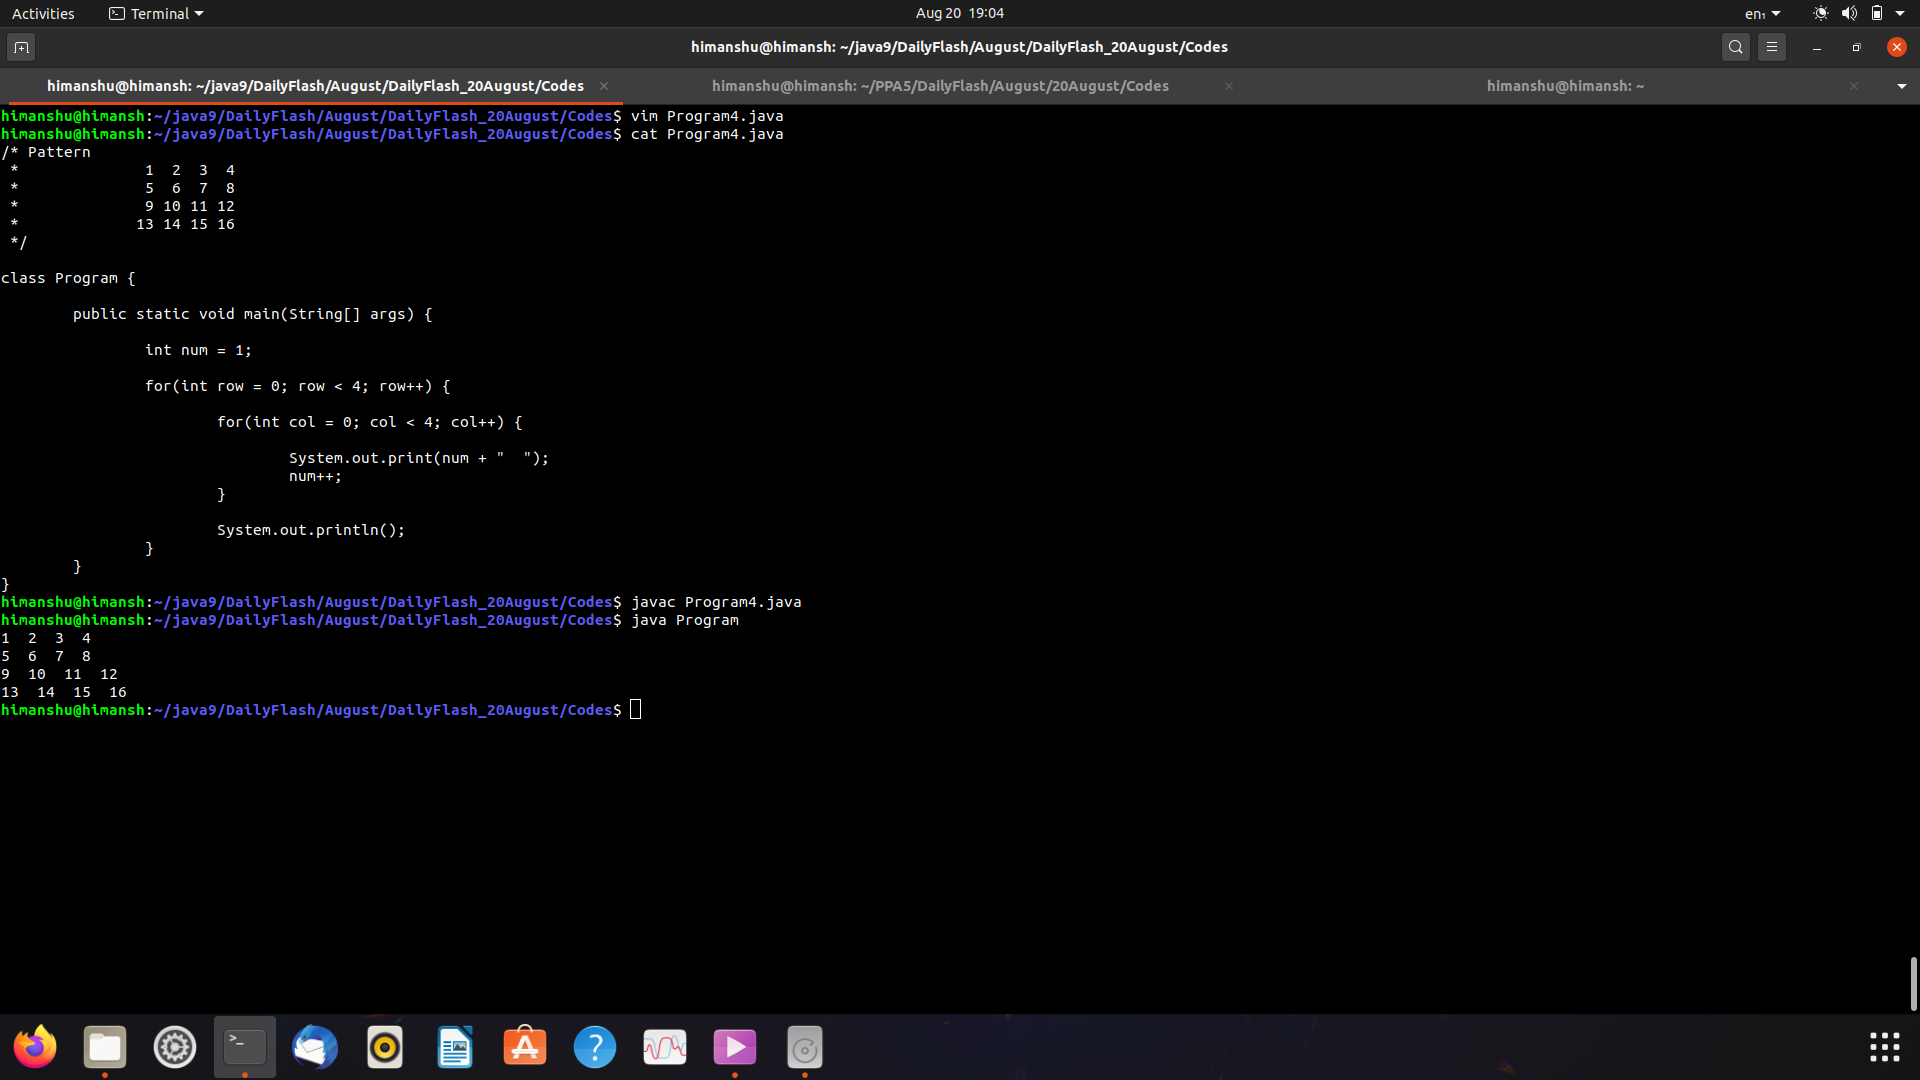 Activities Terminal Aug 20 19:04 en₁
himanshu@himansh: ~/java9/DailyFlash/August/DailyFlash_20August/Codes
himanshu@himansh: ~/java9/DailyFlash/August/DailyFlash_20August/Codes × himanshu@himansh: ~/PPA5/DailyFlash/August/20August/Codes × himanshu@himansh: ~ ×
himanshu@himansh:~/java9/DailyFlash/August/DailyFlash_20August/Codes$ vim Program4.java
himanshu@himansh:~/java9/DailyFlash/August/DailyFlash_20August/Codes$ cat Program4.java
/* Pattern
 *              1  2  3  4
 *              5  6  7  8
 *              9 10 11 12
 *             13 14 15 16
 */
class Program {
        public static void main(String[] args) {
                int num = 1;
                for(int row = 0; row < 4; row++) {
                        for(int col = 0; col < 4; col++) {
                                System.out.print(num + "  ");
                                num++;
                        }
                        System.out.println();
                }
        }
}
himanshu@himansh:~/java9/DailyFlash/August/DailyFlash_20August/Codes$ javac Program4.java
himanshu@himansh:~/java9/DailyFlash/August/DailyFlash_20August/Codes$ java Program
1  2  3  4
5  6  7  8
9  10  11  12
13  14  15  16
himanshu@himansh:~/java9/DailyFlash/August/DailyFlash_20August/Codes$